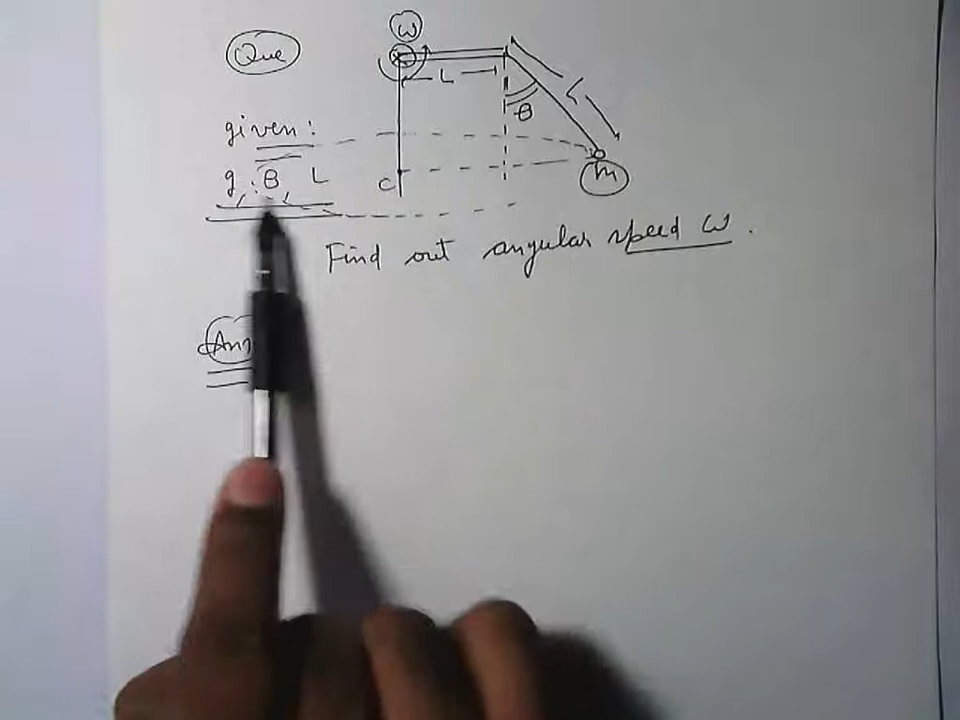 ω
Que
L
L
θ
given:
g, θ, L
C
m
Find out angular speed ω.
Ans